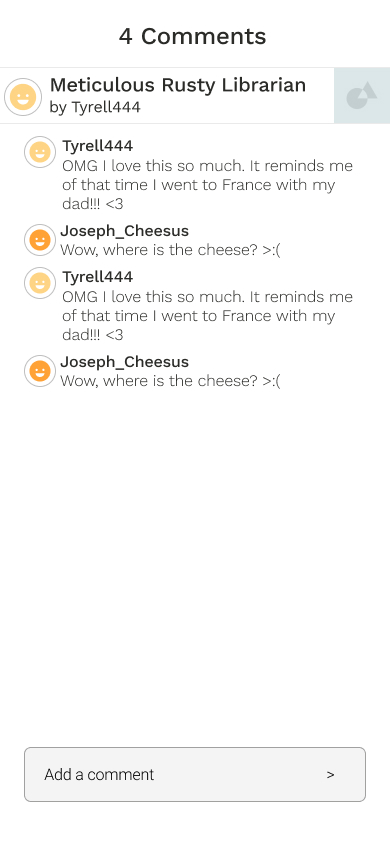 4 Comments
Meticulous Rusty Librarian
by Tyrell444
Tyrell444
OMG I love this so much. It reminds me
of that time I went to France with my
dad!!! <3
Joseph_Cheesus
Wow, where is the cheese? >:(
Tyrell444
OMG I love this so much. It reminds me
of that time I went to France with my
dad!!! <3
Joseph_Cheesus
Wow, where is the cheese? >:(
Add a comment >